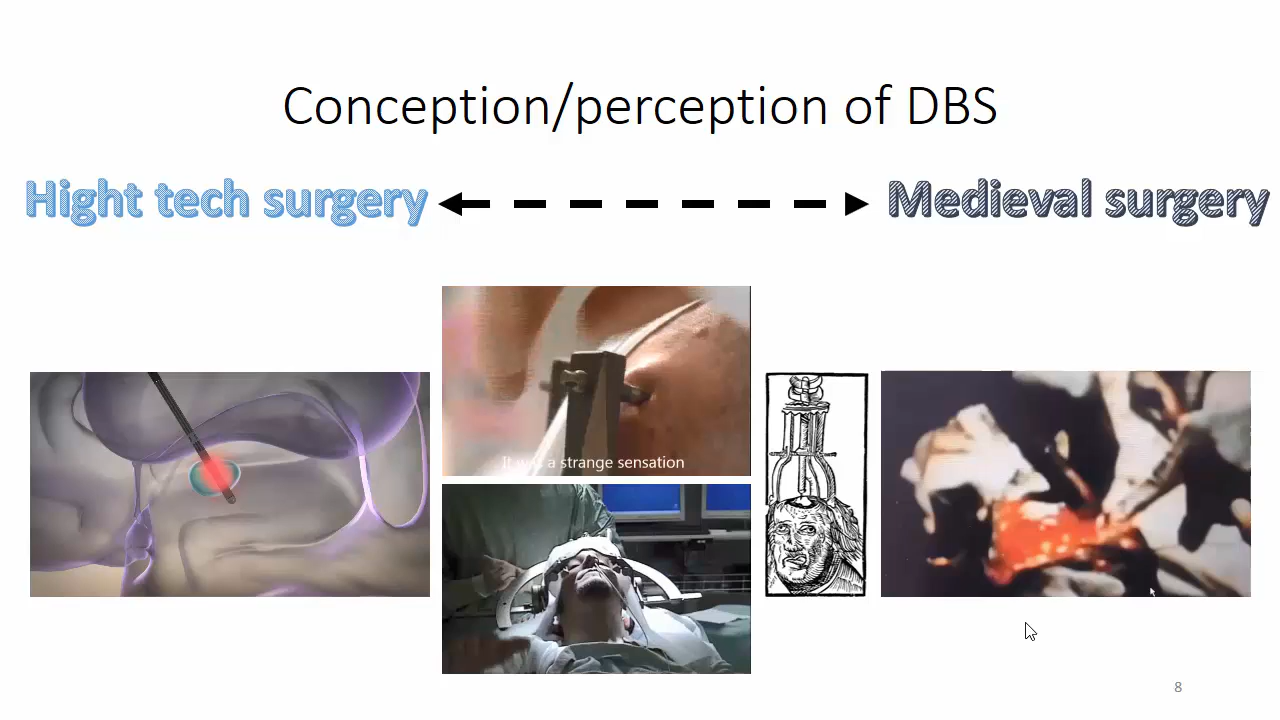 Conception/perception of DBS
Hight tech surgery
Medieval surgery
It was a strange sensation
8